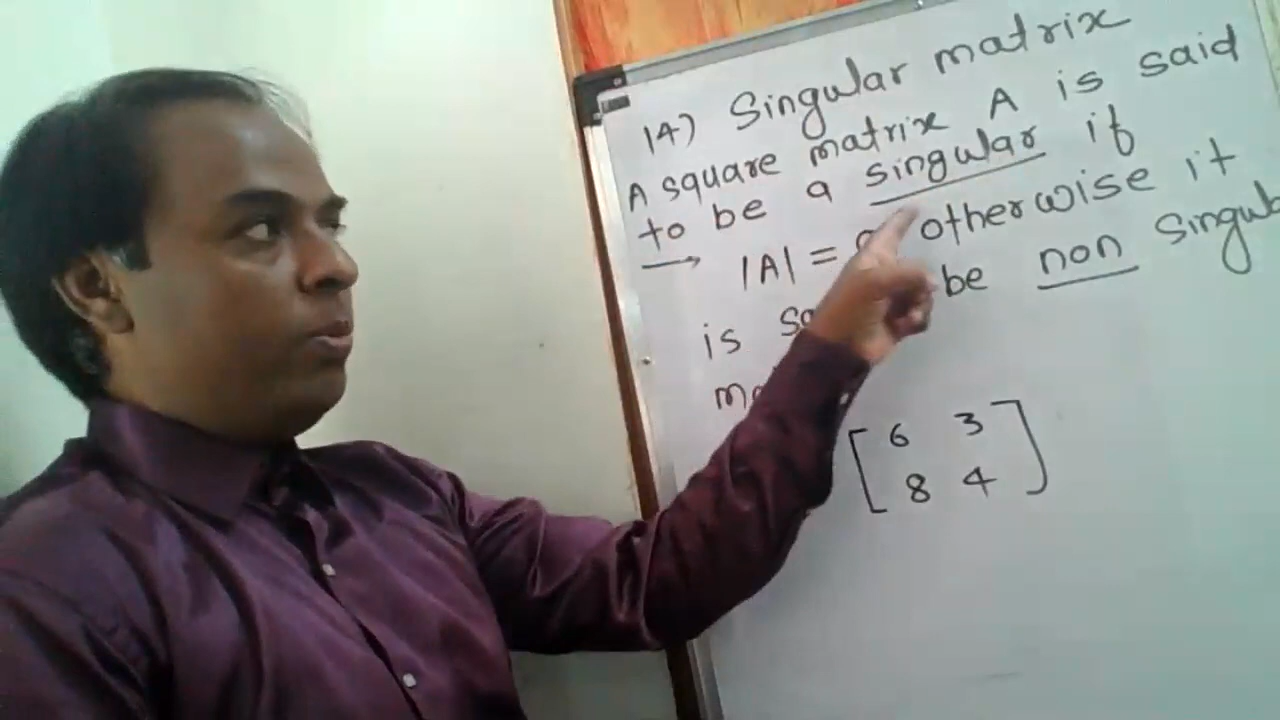 14) Singular matrix
A square matrix A is said
to be a singular if
→ |A| = otherwise it
is be non
6 3
8 4